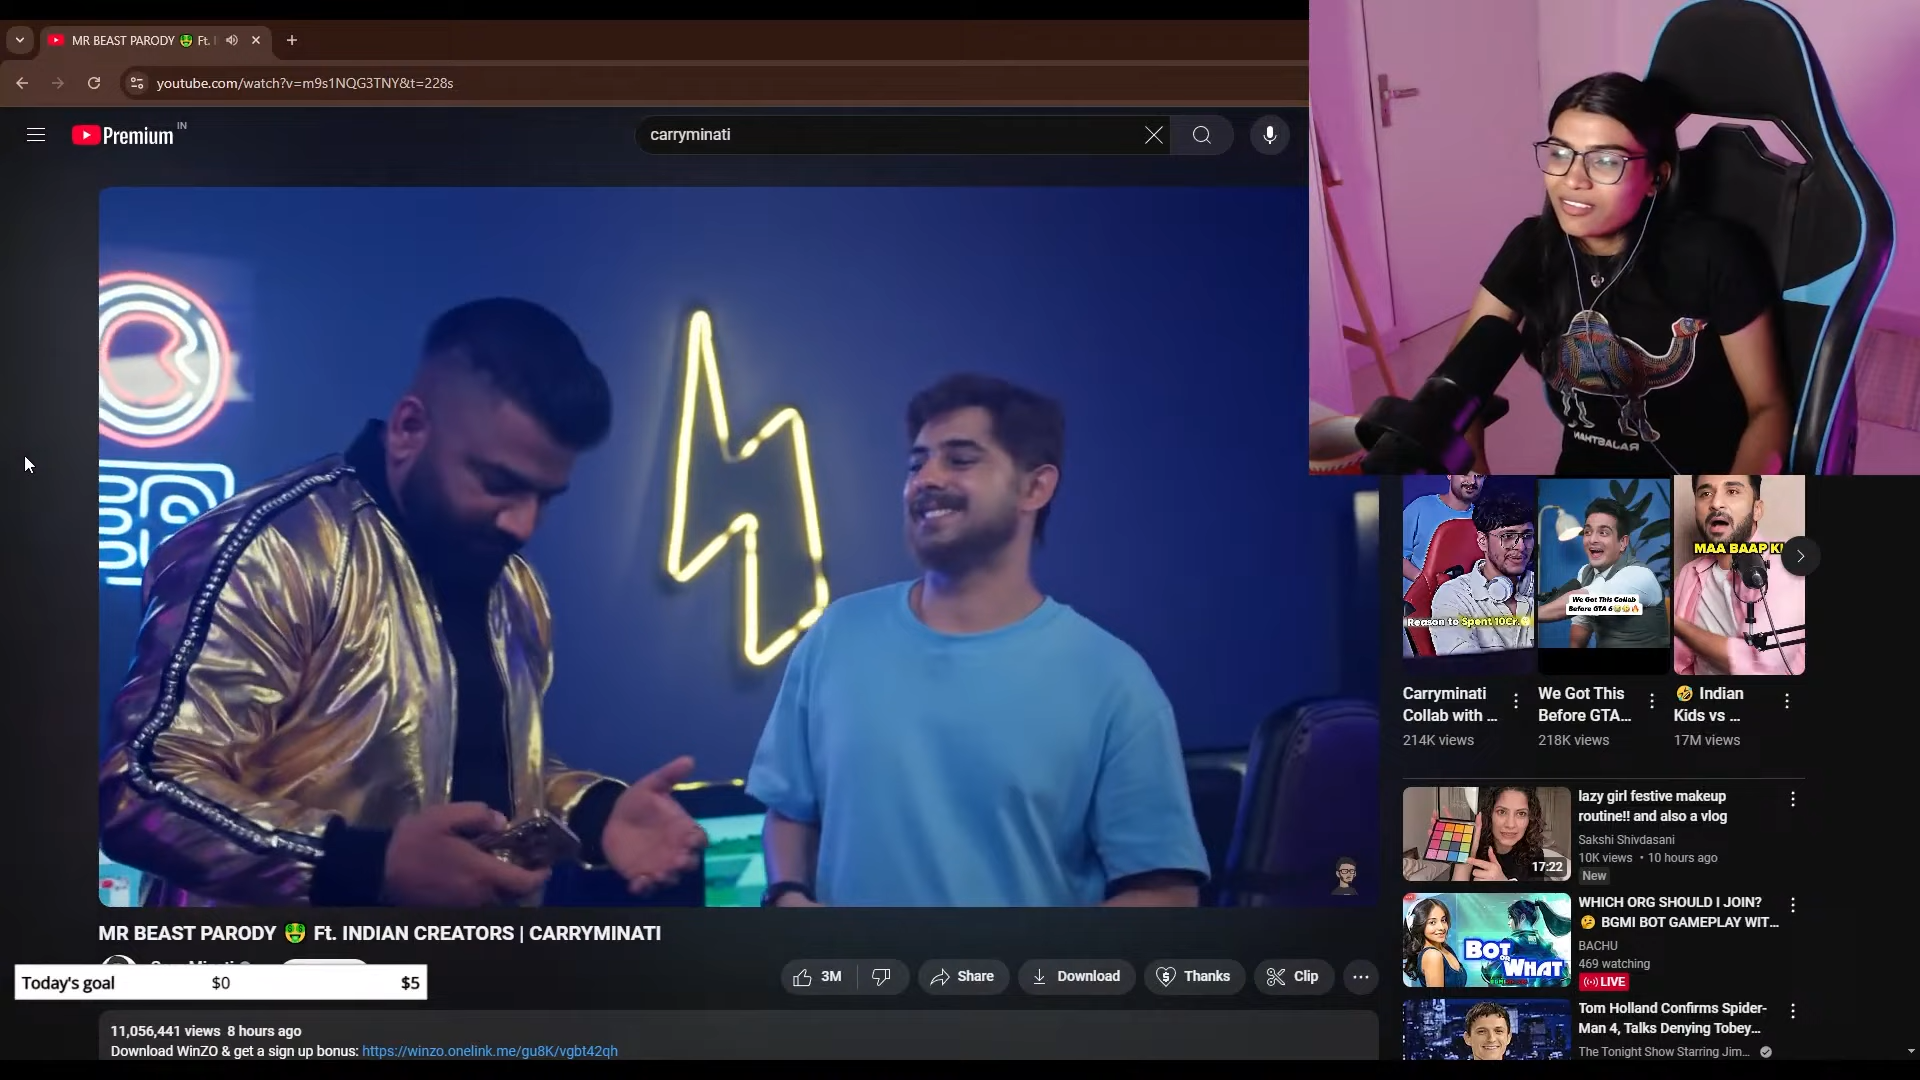 MR BEAST PARODY 🤑 Ft. I
youtube.com/watch?v=m9s1NQG3TNY&t=228s
Premium IN
carryminati
Reason to Spent 10Cr.
We Got This Collab
Before GTA 6
MAA BAAP KI
Carryminati
Collab with ...
214K views
We Got This
Before GTA...
218K views
🤣 Indian
Kids vs ...
17M views
lazy girl festive makeup
routine!! and also a vlog
Sakshi Shivdasani
10K views • 10 hours ago
New
17:22
BOT
or
WHAT
WHICH ORG SHOULD I JOIN?
🤔 BGMI BOT GAMEPLAY WIT...
BACHU
469 watching
LIVE
Tom Holland Confirms Spider-
Man 4, Talks Denying Tobey...
The Tonight Show Starring Jim...
MR BEAST PARODY 🤑 Ft. INDIAN CREATORS | CARRYMINATI
3M
Share
Download
Thanks
Clip
Today's goal $0 $5
11,056,441 views 8 hours ago
Download WinZO & get a sign up bonus: https://winzo.onelink.me/gu8K/vgbt42qh